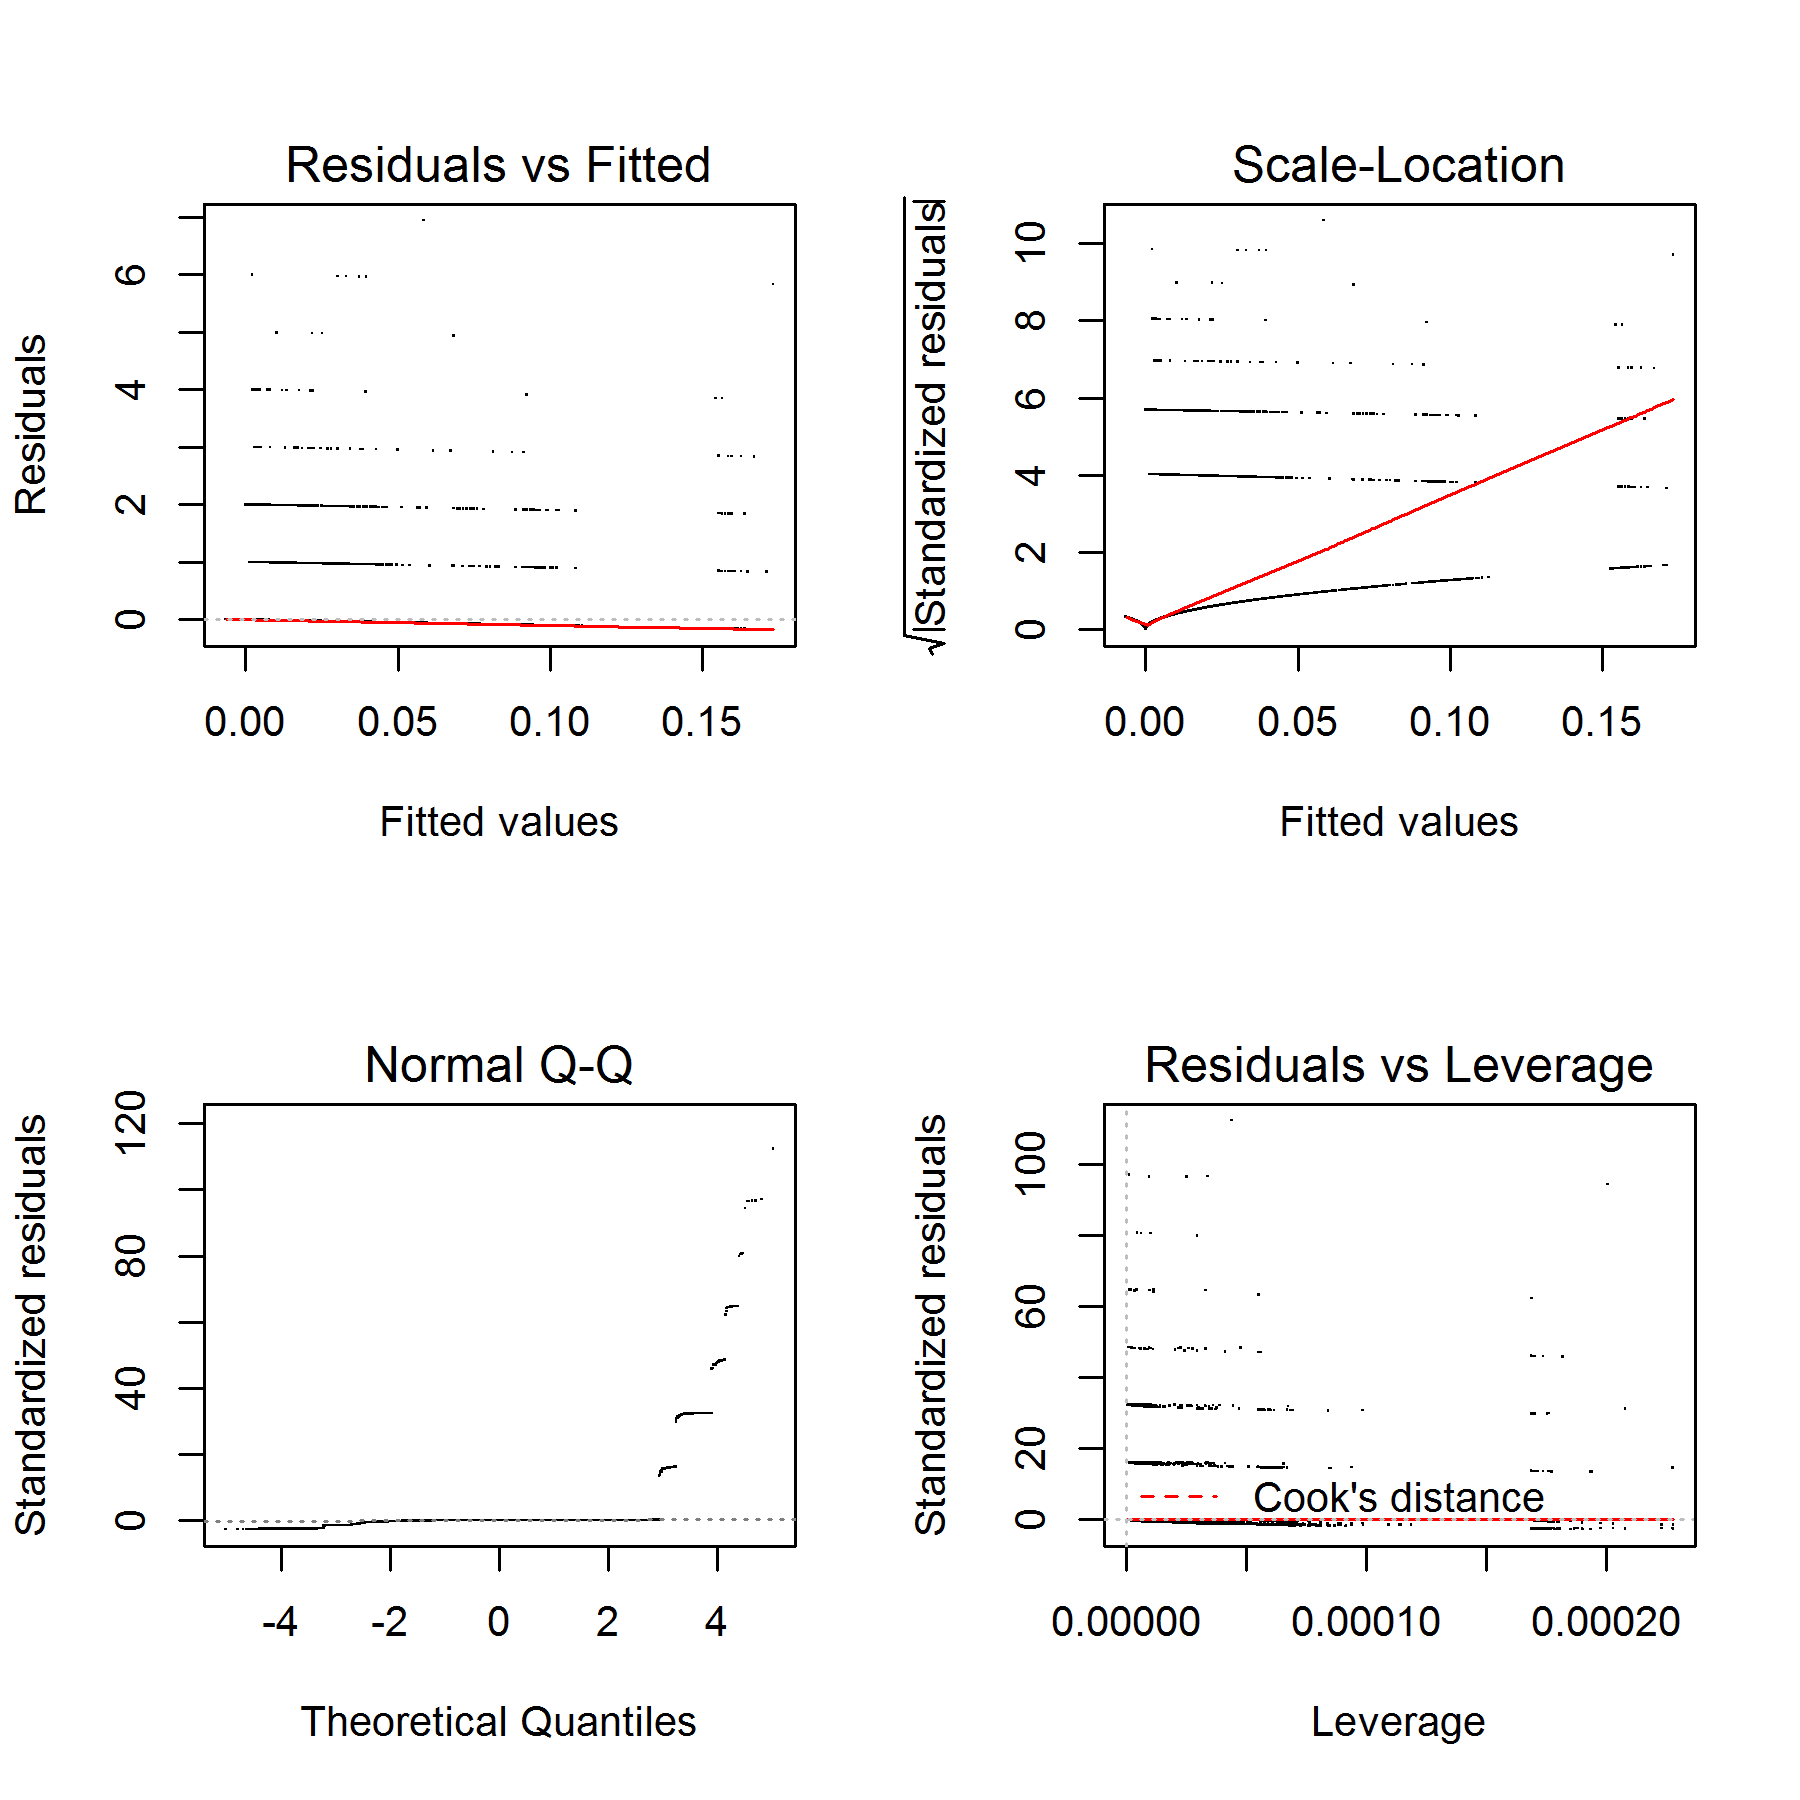 Residuals vs Fitted
Residuals
0 2 4 6
0.00 0.05 0.10 0.15
Fitted values
Scale-Location
√|Standardized residuals|
0 2 4 6 8 10
0.00 0.05 0.10 0.15
Fitted values
Normal Q-Q
Standardized residuals
0 40 80 120
-4 -2 0 2 4
Theoretical Quantiles
Residuals vs Leverage
Standardized residuals
0 20 60 100
Cook's distance
0.00000 0.00010 0.00020
Leverage